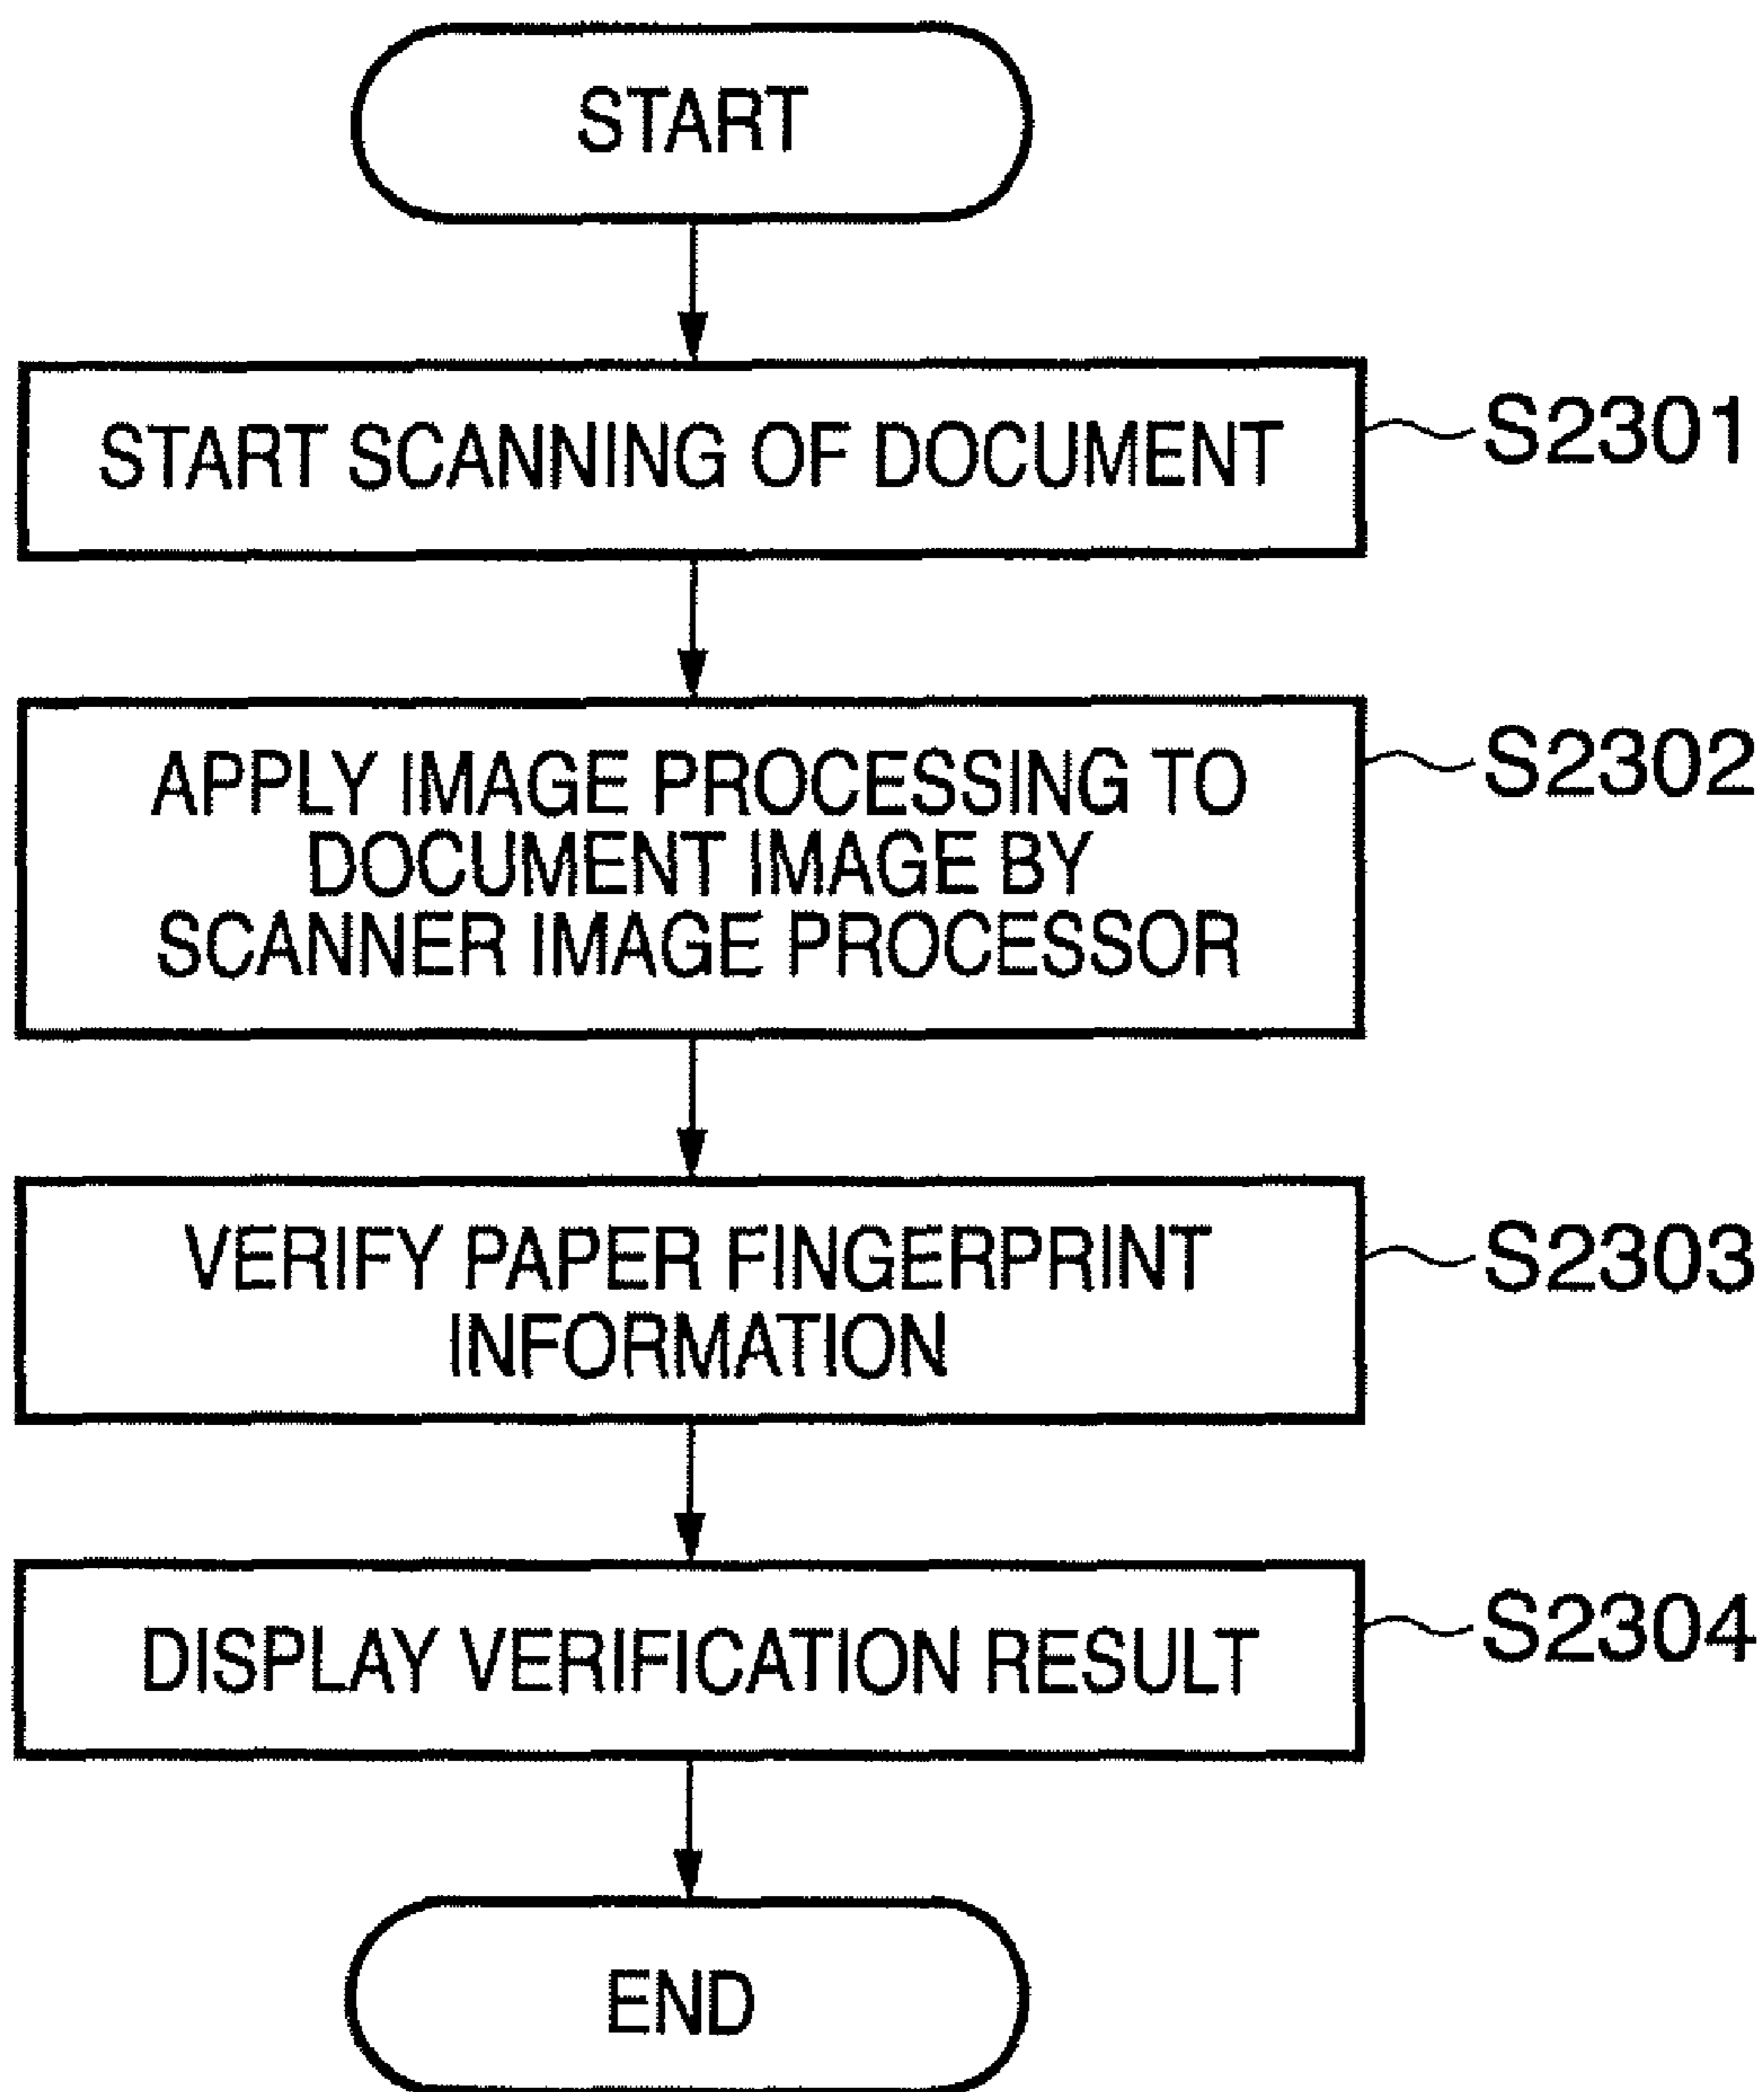 START
START SCANNING OF DOCUMENT
S2301
APPLY IMAGE PROCESSING TO
DOCUMENT IMAGE BY
SCANNER IMAGE PROCESSOR
S2302
VERIFY PAPER FINGERPRINT
INFORMATION
S2303
DISPLAY VERIFICATION RESULT
S2304
END